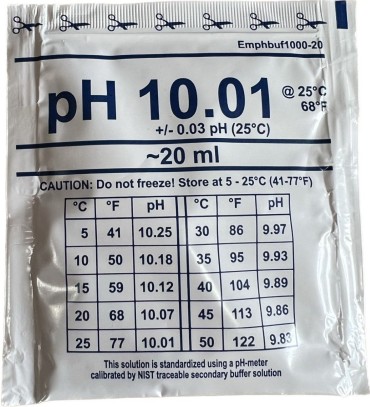 Emphbuf1000-20
pH 10.01 @ 25°C
68°F
+/- 0.03 pH (25°C)
~20 ml
CAUTION: Do not freeze! Store at 5 - 25°C (41-77°F)
°C °F pH °C °F pH
5 41 10.25 30 86 9.97
10 50 10.18 35 95 9.93
15 59 10.12 40 104 9.89
20 68 10.07 45 113 9.86
25 77 10.01 50 122 9.83
This solution is standardized using a pH-meter
calibrated by NIST traceable secondary buffer solution